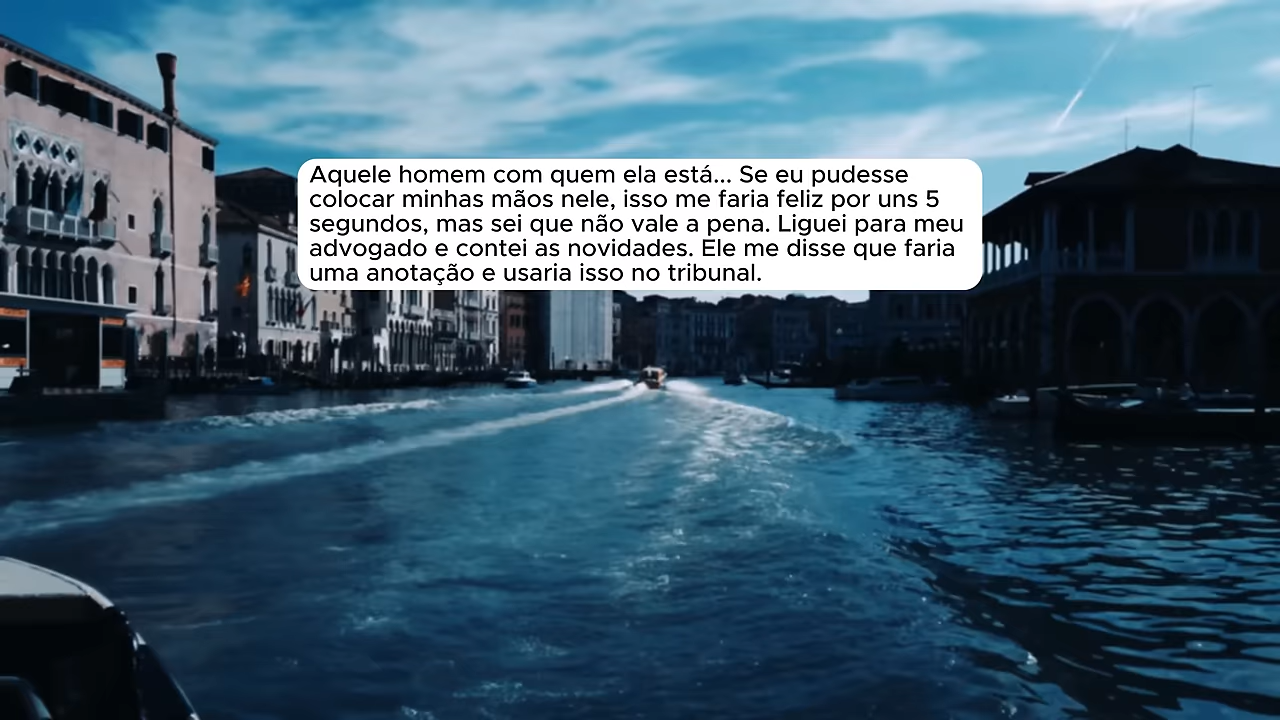 Aquele homem com quem ela está... Se eu pudesse
colocar minhas mãos nele, isso me faria feliz por uns 5
segundos, mas sei que não vale a pena. Liguei para meu
advogado e contei as novidades. Ele me disse que faria
uma anotação e usaria isso no tribunal.